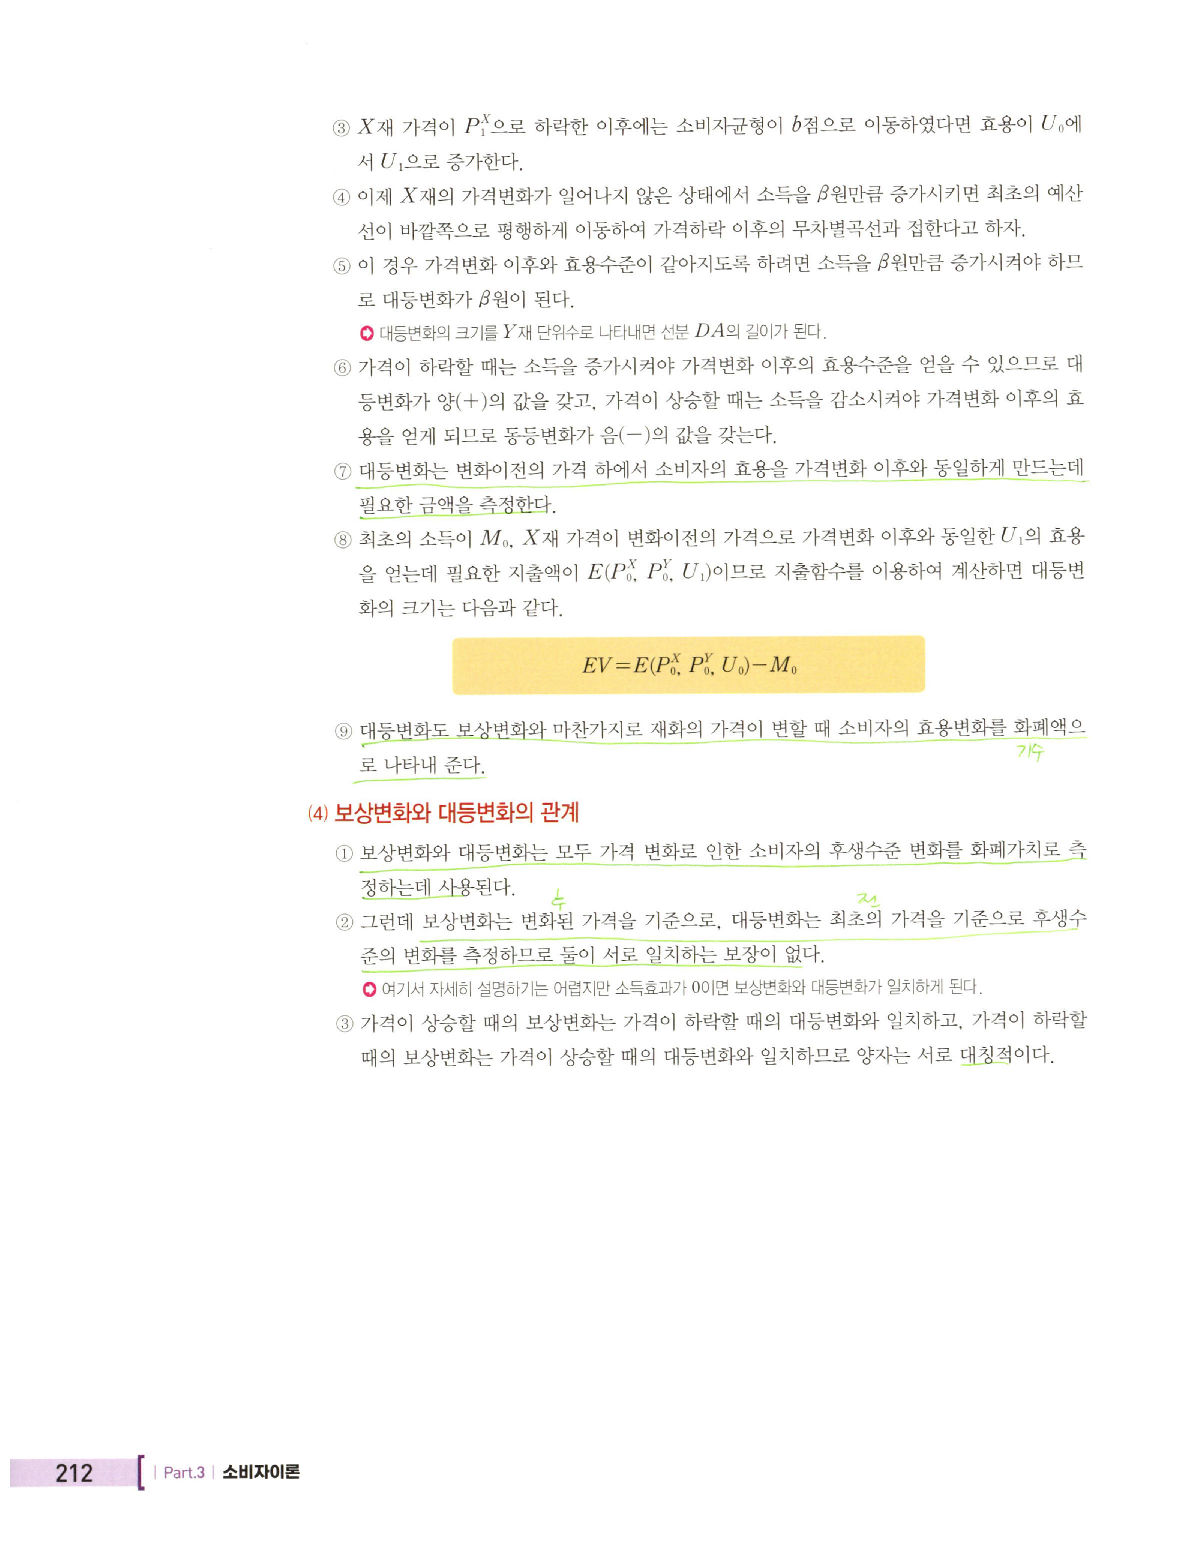 ③ X재 가격이 P₁ˣ으로 하락한 이후에는 소비자균형이 b점으로 이동하였다면 효용이 U₀에
서 U₁으로 증가한다.
④ 이제 X재의 가격변화가 일어나지 않은 상태에서 소득을 β원만큼 증가시키면 최초의 예산
선이 바깥쪽으로 평행하게 이동하여 가격하락 이후의 무차별곡선과 접한다고 하자.
⑤ 이 경우 가격변화 이후와 효용수준이 같아지도록 하려면 소득을 β원만큼 증가시켜야 하므
로 대등변화가 β원이 된다.
➲ 대등변화의 크기를 Y재 단위수로 나타내면 선분 DA의 길이가 된다.
⑥ 가격이 하락할 때는 소득을 증가시켜야 가격변화 이후의 효용수준을 얻을 수 있으므로 대
등변화가 양(+)의 값을 갖고, 가격이 상승할 때는 소득을 감소시켜야 가격변화 이후의 효
용을 얻게 되므로 동등변화가 음(-)의 값을 갖는다.
⑦ 대등변화는 변화이전의 가격 하에서 소비자의 효용을 가격변화 이후와 동일하게 만드는데
필요한 금액을 측정한다.
⑧ 최초의 소득이 M₀, X재 가격이 변화이전의 가격으로 가격변화 이후와 동일한 U₁의 효용
을 얻는데 필요한 지출액이 E(P₀ˣ, P₀ʸ, U₁)이므로 지출함수를 이용하여 계산하면 대등변
화의 크기는 다음과 같다.
EV=E(P₀ˣ, P₀ʸ, U₀)-M₀
⑨ 대등변화도 보상변화와 마찬가지로 재화의 가격이 변할 때 소비자의 효용변화를 화폐액으
기수
로 나타내 준다.
(4) 보상변화와 대등변화의 관계
① 보상변화와 대등변화는 모두 가격 변화로 인한 소비자의 후생수준 변화를 화폐가치로 측
정하는데 사용된다.
후 전
② 그런데 보상변화는 변화된 가격을 기준으로, 대등변화는 최초의 가격을 기준으로 후생수
준의 변화를 측정하므로 둘이 서로 일치하는 보장이 없다.
➲ 여기서 자세히 설명하기는 어렵지만 소득효과가 0이면 보상변화와 대등변화가 일치하게 된다.
③ 가격이 상승할 때의 보상변화는 가격이 하락할 때의 대등변화와 일치하고, 가격이 하락할
때의 보상변화는 가격이 상승할 때의 대등변화와 일치하므로 양자는 서로 대칭적이다.
212 | Part.3 | 소비자이론